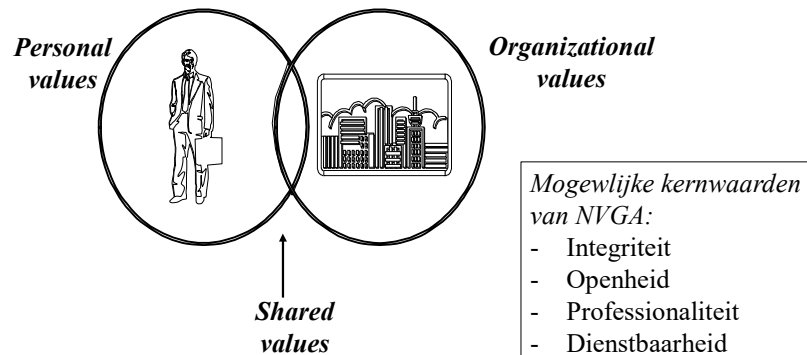 Personal
values
Organizational
values
Shared
values
Mogewlijke kernwaarden
van NVGA:
- Integriteit
- Openheid
- Professionaliteit
- Dienstbaarheid